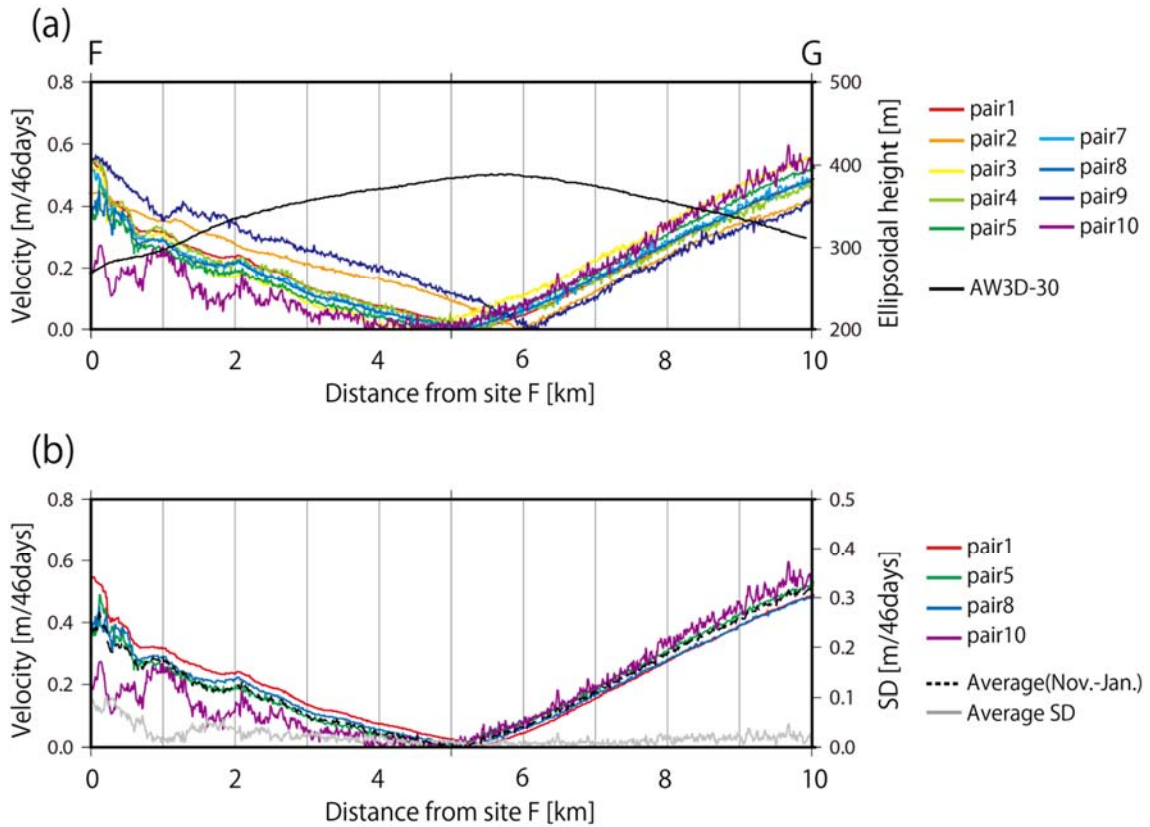 (a)
F G
0.8 500
0.6 400
0.4 300
0.2 200
0.0
Velocity [m/46days]
Ellipsoidal height [m]
0 2 4 6 8 10
Distance from site F [km]
pair1
pair2
pair3
pair4
pair5
pair7
pair8
pair9
pair10
AW3D-30
(b)
0.8 0.5
0.6 0.4
0.4 0.3
0.2 0.2
0.0 0.1
0.0
Velocity [m/46days]
SD [m/46days]
0 2 4 6 8 10
Distance from site F [km]
pair1
pair5
pair8
pair10
Average(Nov.-Jan.)
Average SD